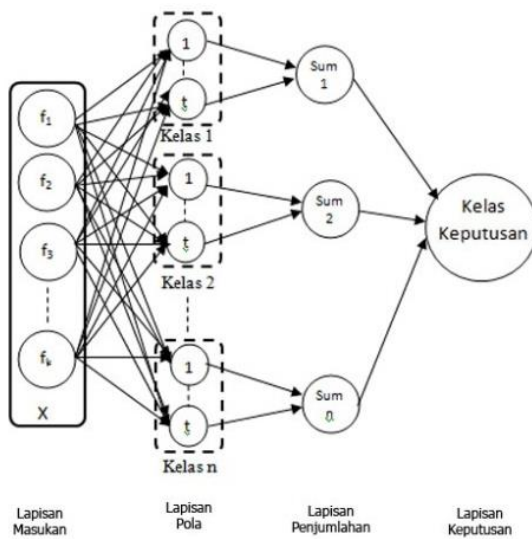 f1
f2
f3
fk
X
1
t
Kelas 1
1
t
Kelas 2
1
t
Kelas n
Sum
1
Sum
2
Sum
n
Kelas
Keputusan
Lapisan
Masukan
Lapisan
Pola
Lapisan
Penjumlahan
Lapisan
Keputusan